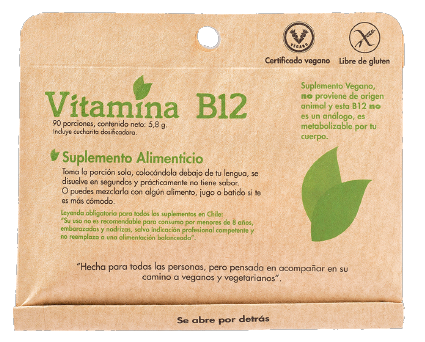 VEGANO
Certificado vegano
Libre de gluten
Vitamina B12
90 porciones, contenido neto: 5,8 g.
Incluye cucharita dosificadora.
Suplemento Vegano,
no proviene de origen
animal y esta B12 no
es un análogo, es
metabolizable por tu
cuerpo.
Suplemento Alimenticio
Toma la porción sola, colocándola debajo de tu lengua, se
disuelve en segundos y prácticamente no tiene sabor.
O puedes mezclarla con algún alimento, jugo o batido si te
es más cómodo.
Leyenda obligatoria para todos los suplementos en Chile:
"Su uso no es recomendable para consumo por menores de 8 años,
embarazadas y nodrizas, salvo indicación profesional competente y
no reemplaza a una alimentación balanceada".
"Hecha para todas las personas, pero pensada en acompañar en su
camino a veganos y vegetarianos".
Se abre por detrás